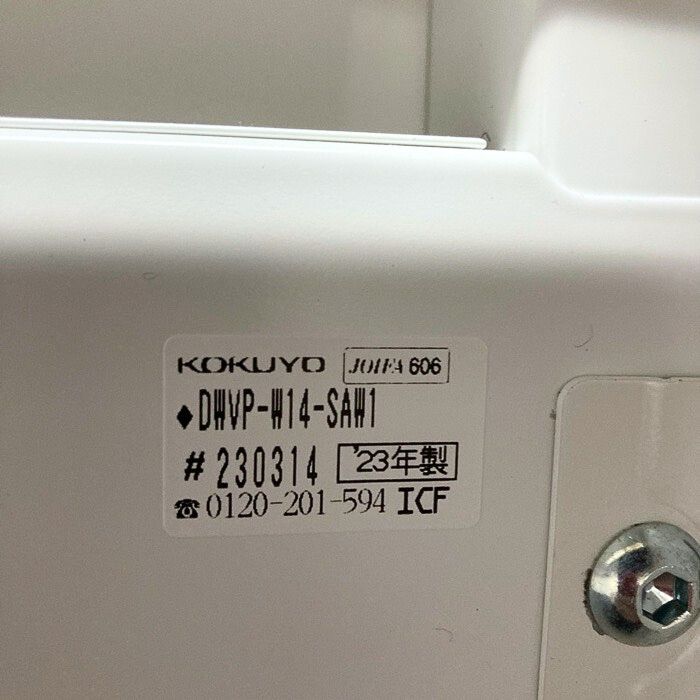 KOKUYO JOIFA 606
◆DWVP-W14-SAW1
#230314 '23年製
☎0120-201-594 ICF